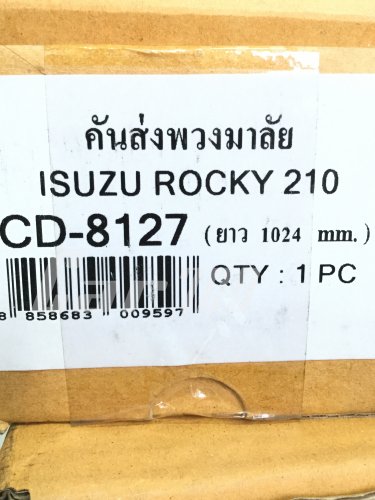 คันส่งพวงมาลัย
ISUZU ROCKY 210
CD-8127 (ยาว 1024 mm.)
QTY : 1 PC
8 858683 009597